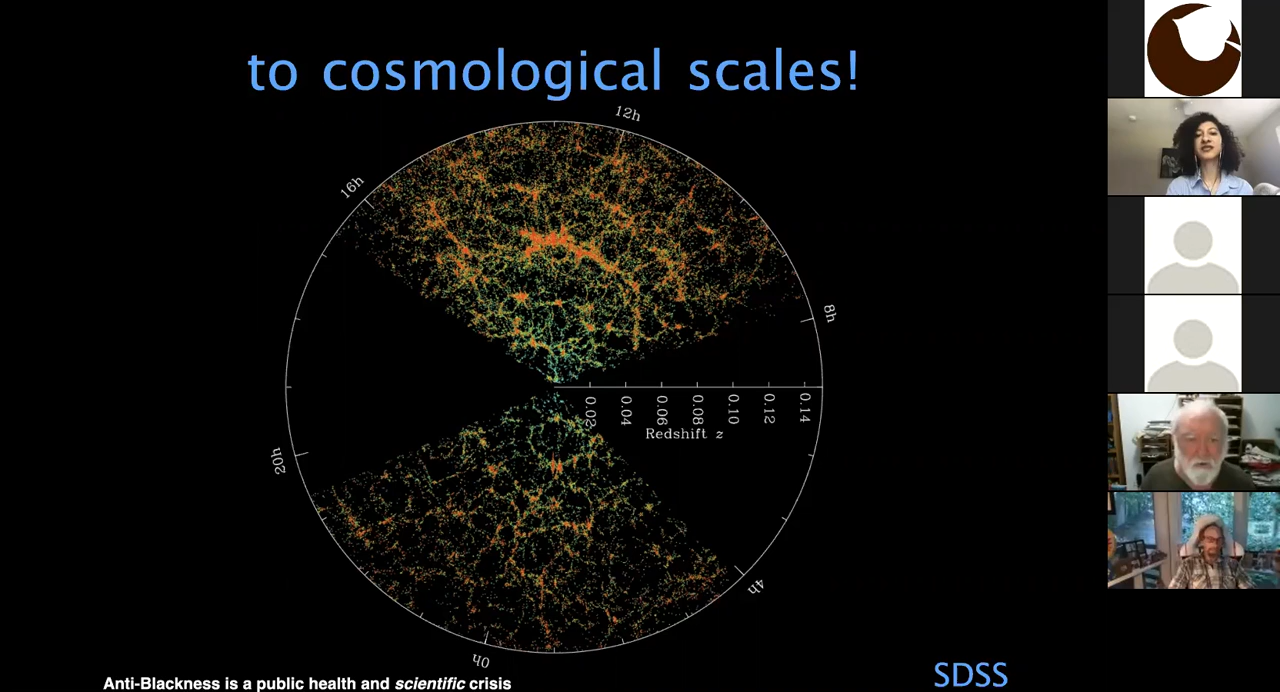 to cosmological scales!
12h
16h
8h
0.02 0.04 0.06 0.08 0.10 0.12 0.14
Redshift z
20h
4h
0h
SDSS
Anti-Blackness is a public health and scientific crisis